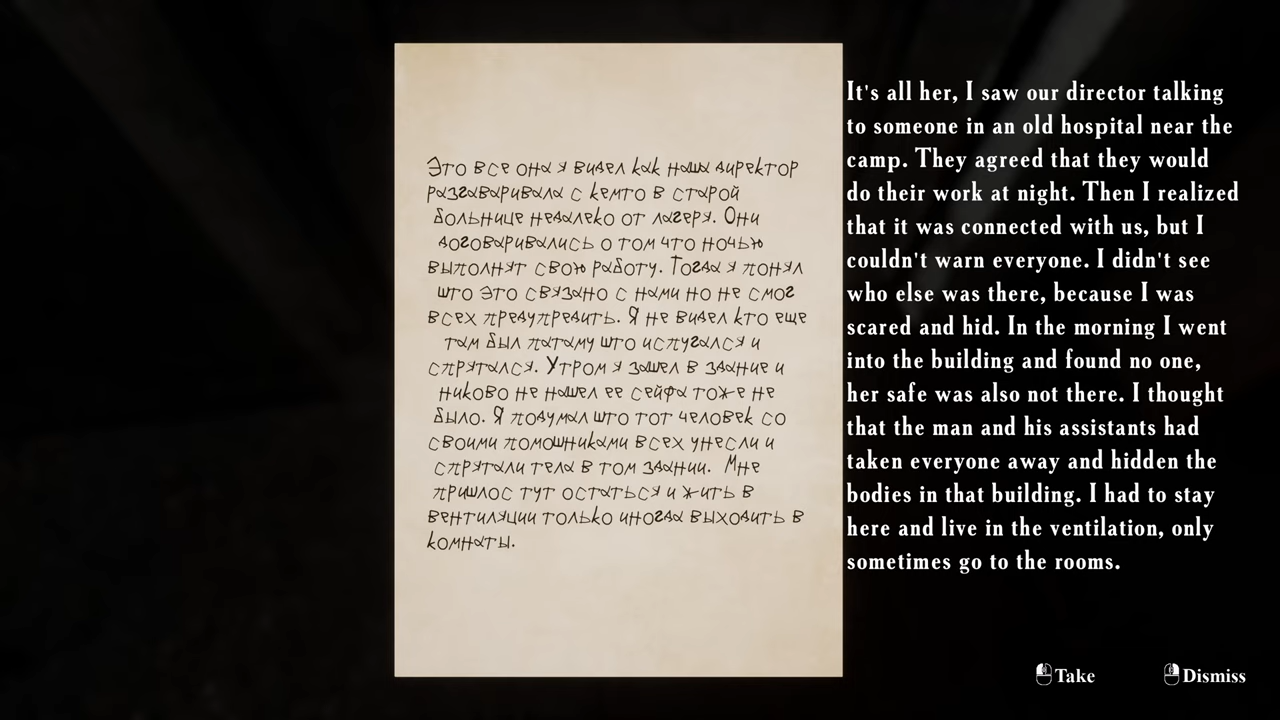 Это все она я видел как наша директор
разгаваривала с кемто в старой
больнице недалеко от лагеря. Они
договаривались о том что ночью
выполнят свою работу. Тогда я понял
што это связано с нами но не смог
всех предупредить. Я не видел кто еще
там был патаму што испугался и
спрятался. Утром я зашел в здание и
никово не нашел ее сейфа тоже не
было. Я подумал што тот человек со
своими помошниками всех унесли и
спрятали тела в том здании. Мне
пришлос тут остаться и жить в
вентиляции только иногда выходить в
комнаты.
It's all her, I saw our director talking
to someone in an old hospital near the
camp. They agreed that they would
do their work at night. Then I realized
that it was connected with us, but I
couldn't warn everyone. I didn't see
who else was there, because I was
scared and hid. In the morning I went
into the building and found no one,
her safe was also not there. I thought
that the man and his assistants had
taken everyone away and hidden the
bodies in that building. I had to stay
here and live in the ventilation, only
sometimes go to the rooms.
Take
Dismiss